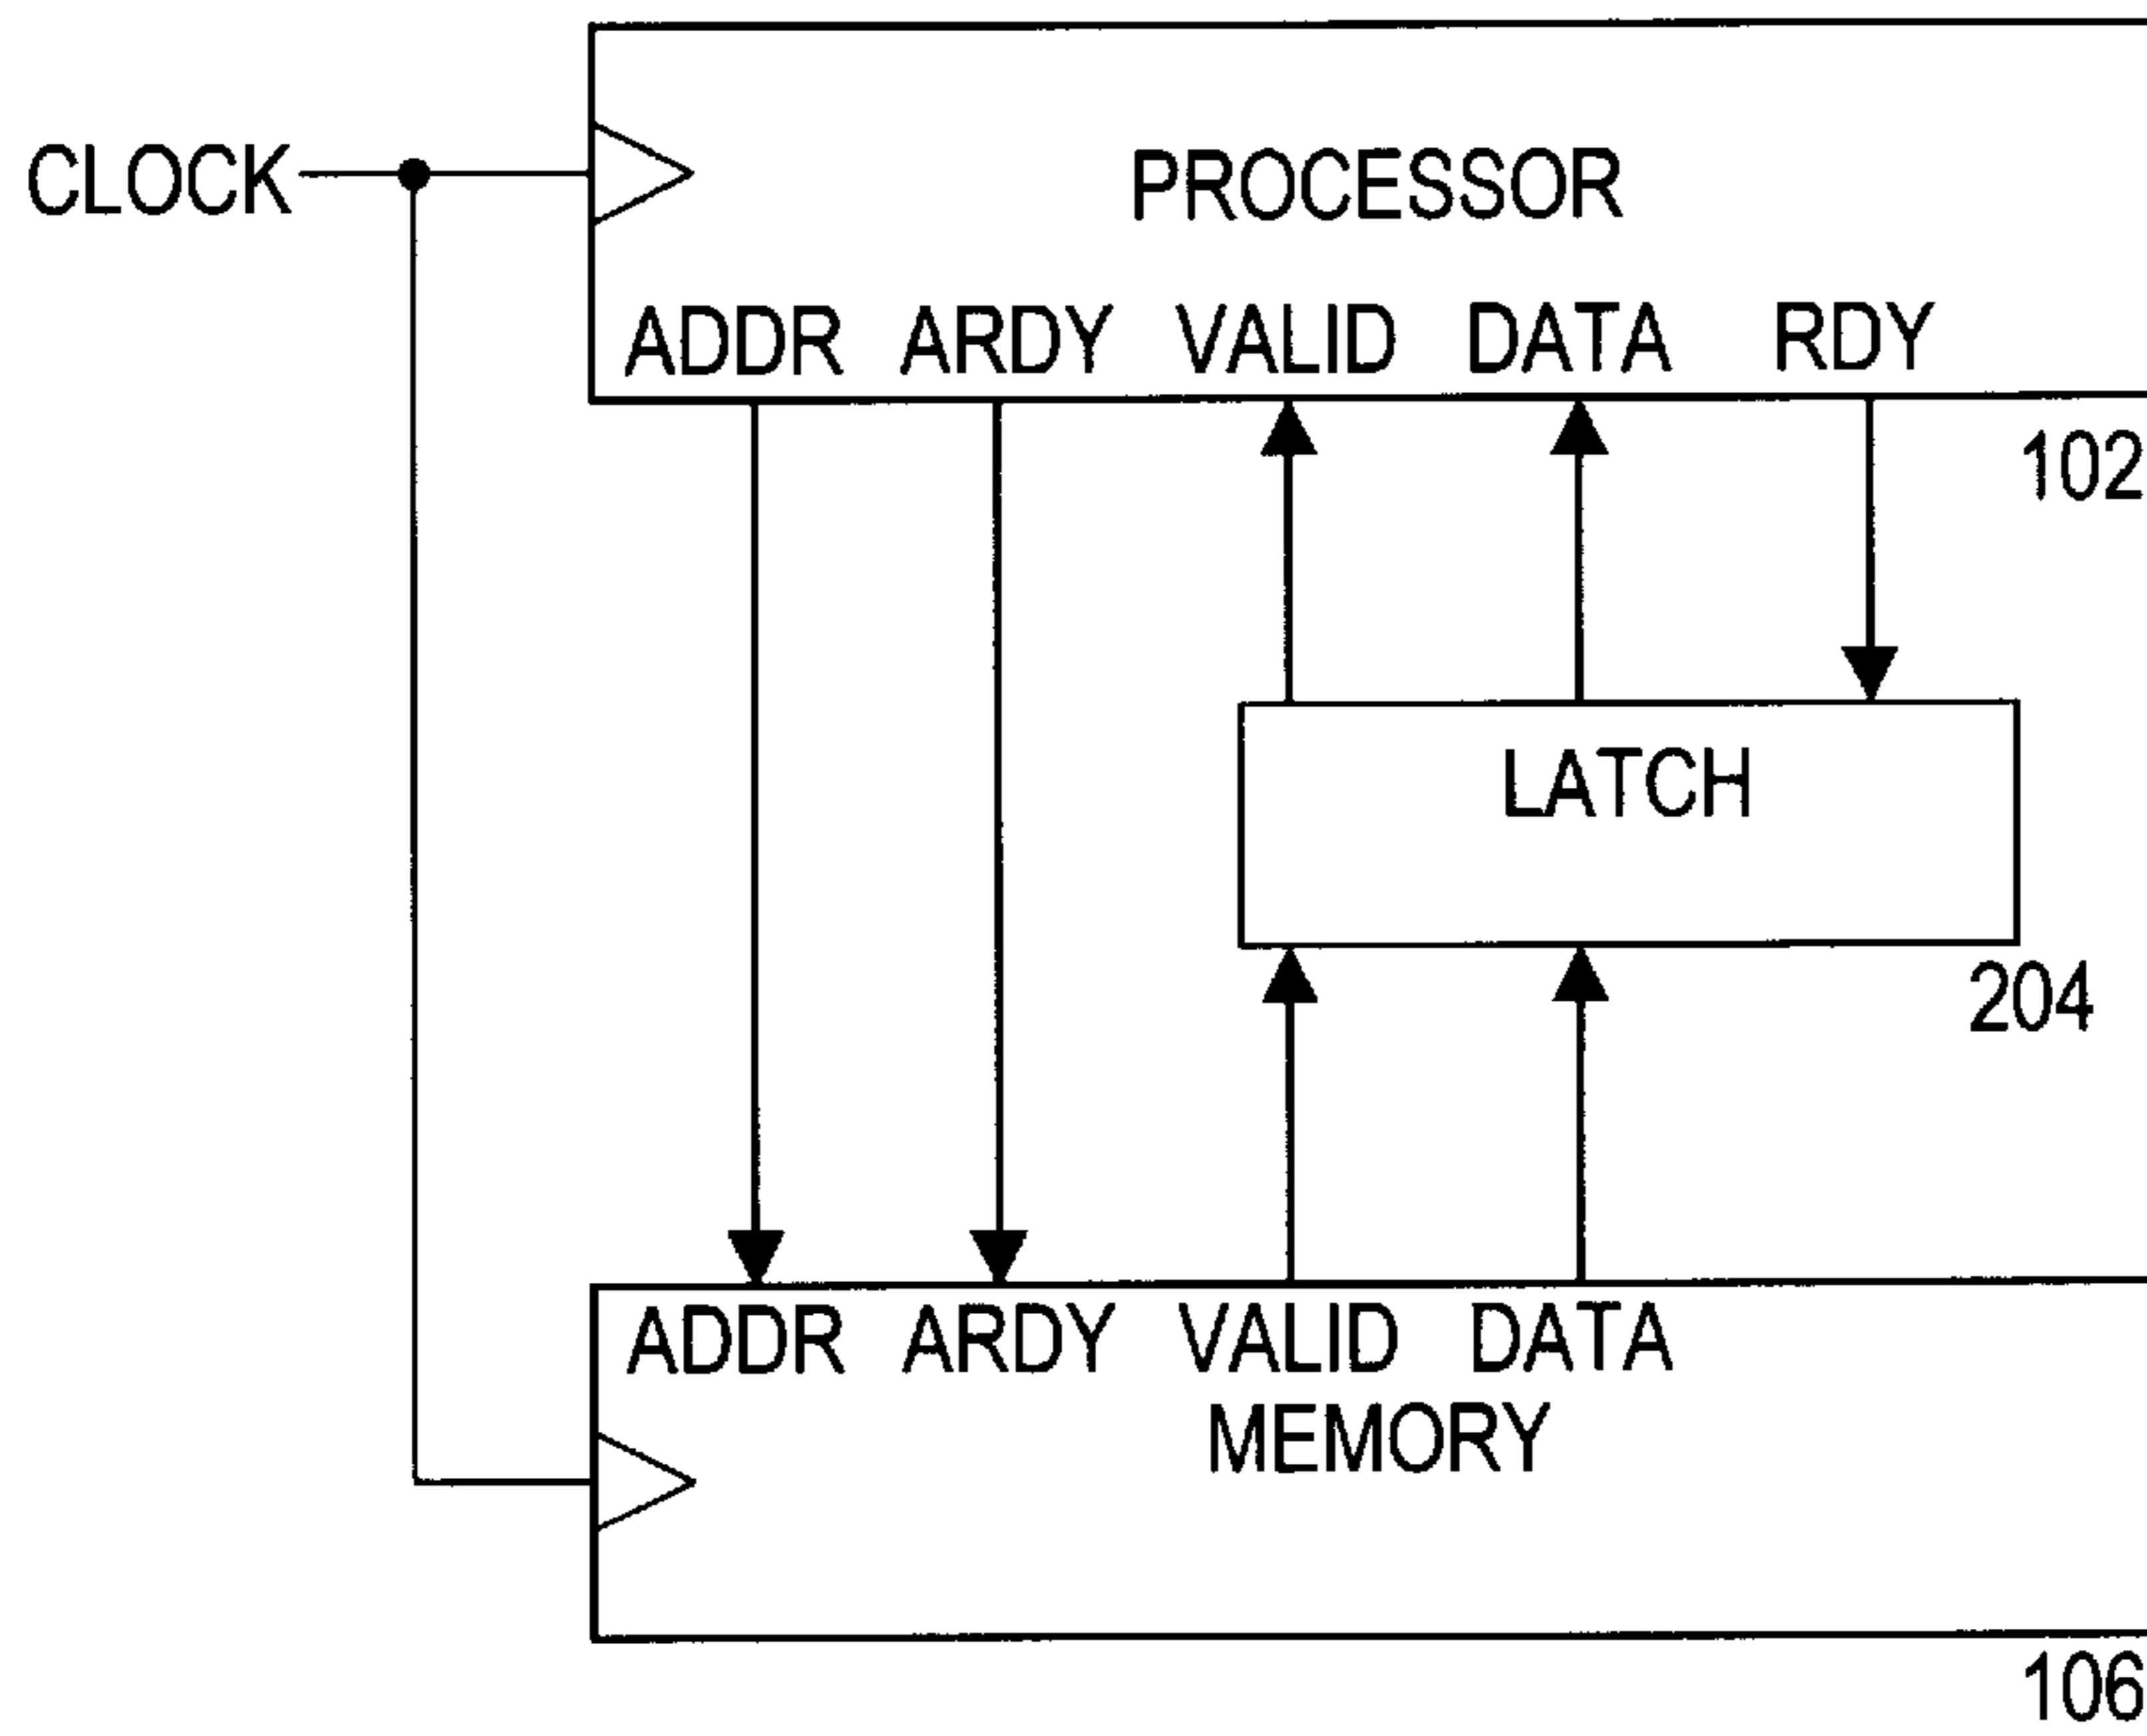 CLOCK
PROCESSOR
ADDR ARDY VALID DATA RDY
102
LATCH
204
ADDR ARDY VALID DATA
MEMORY
106